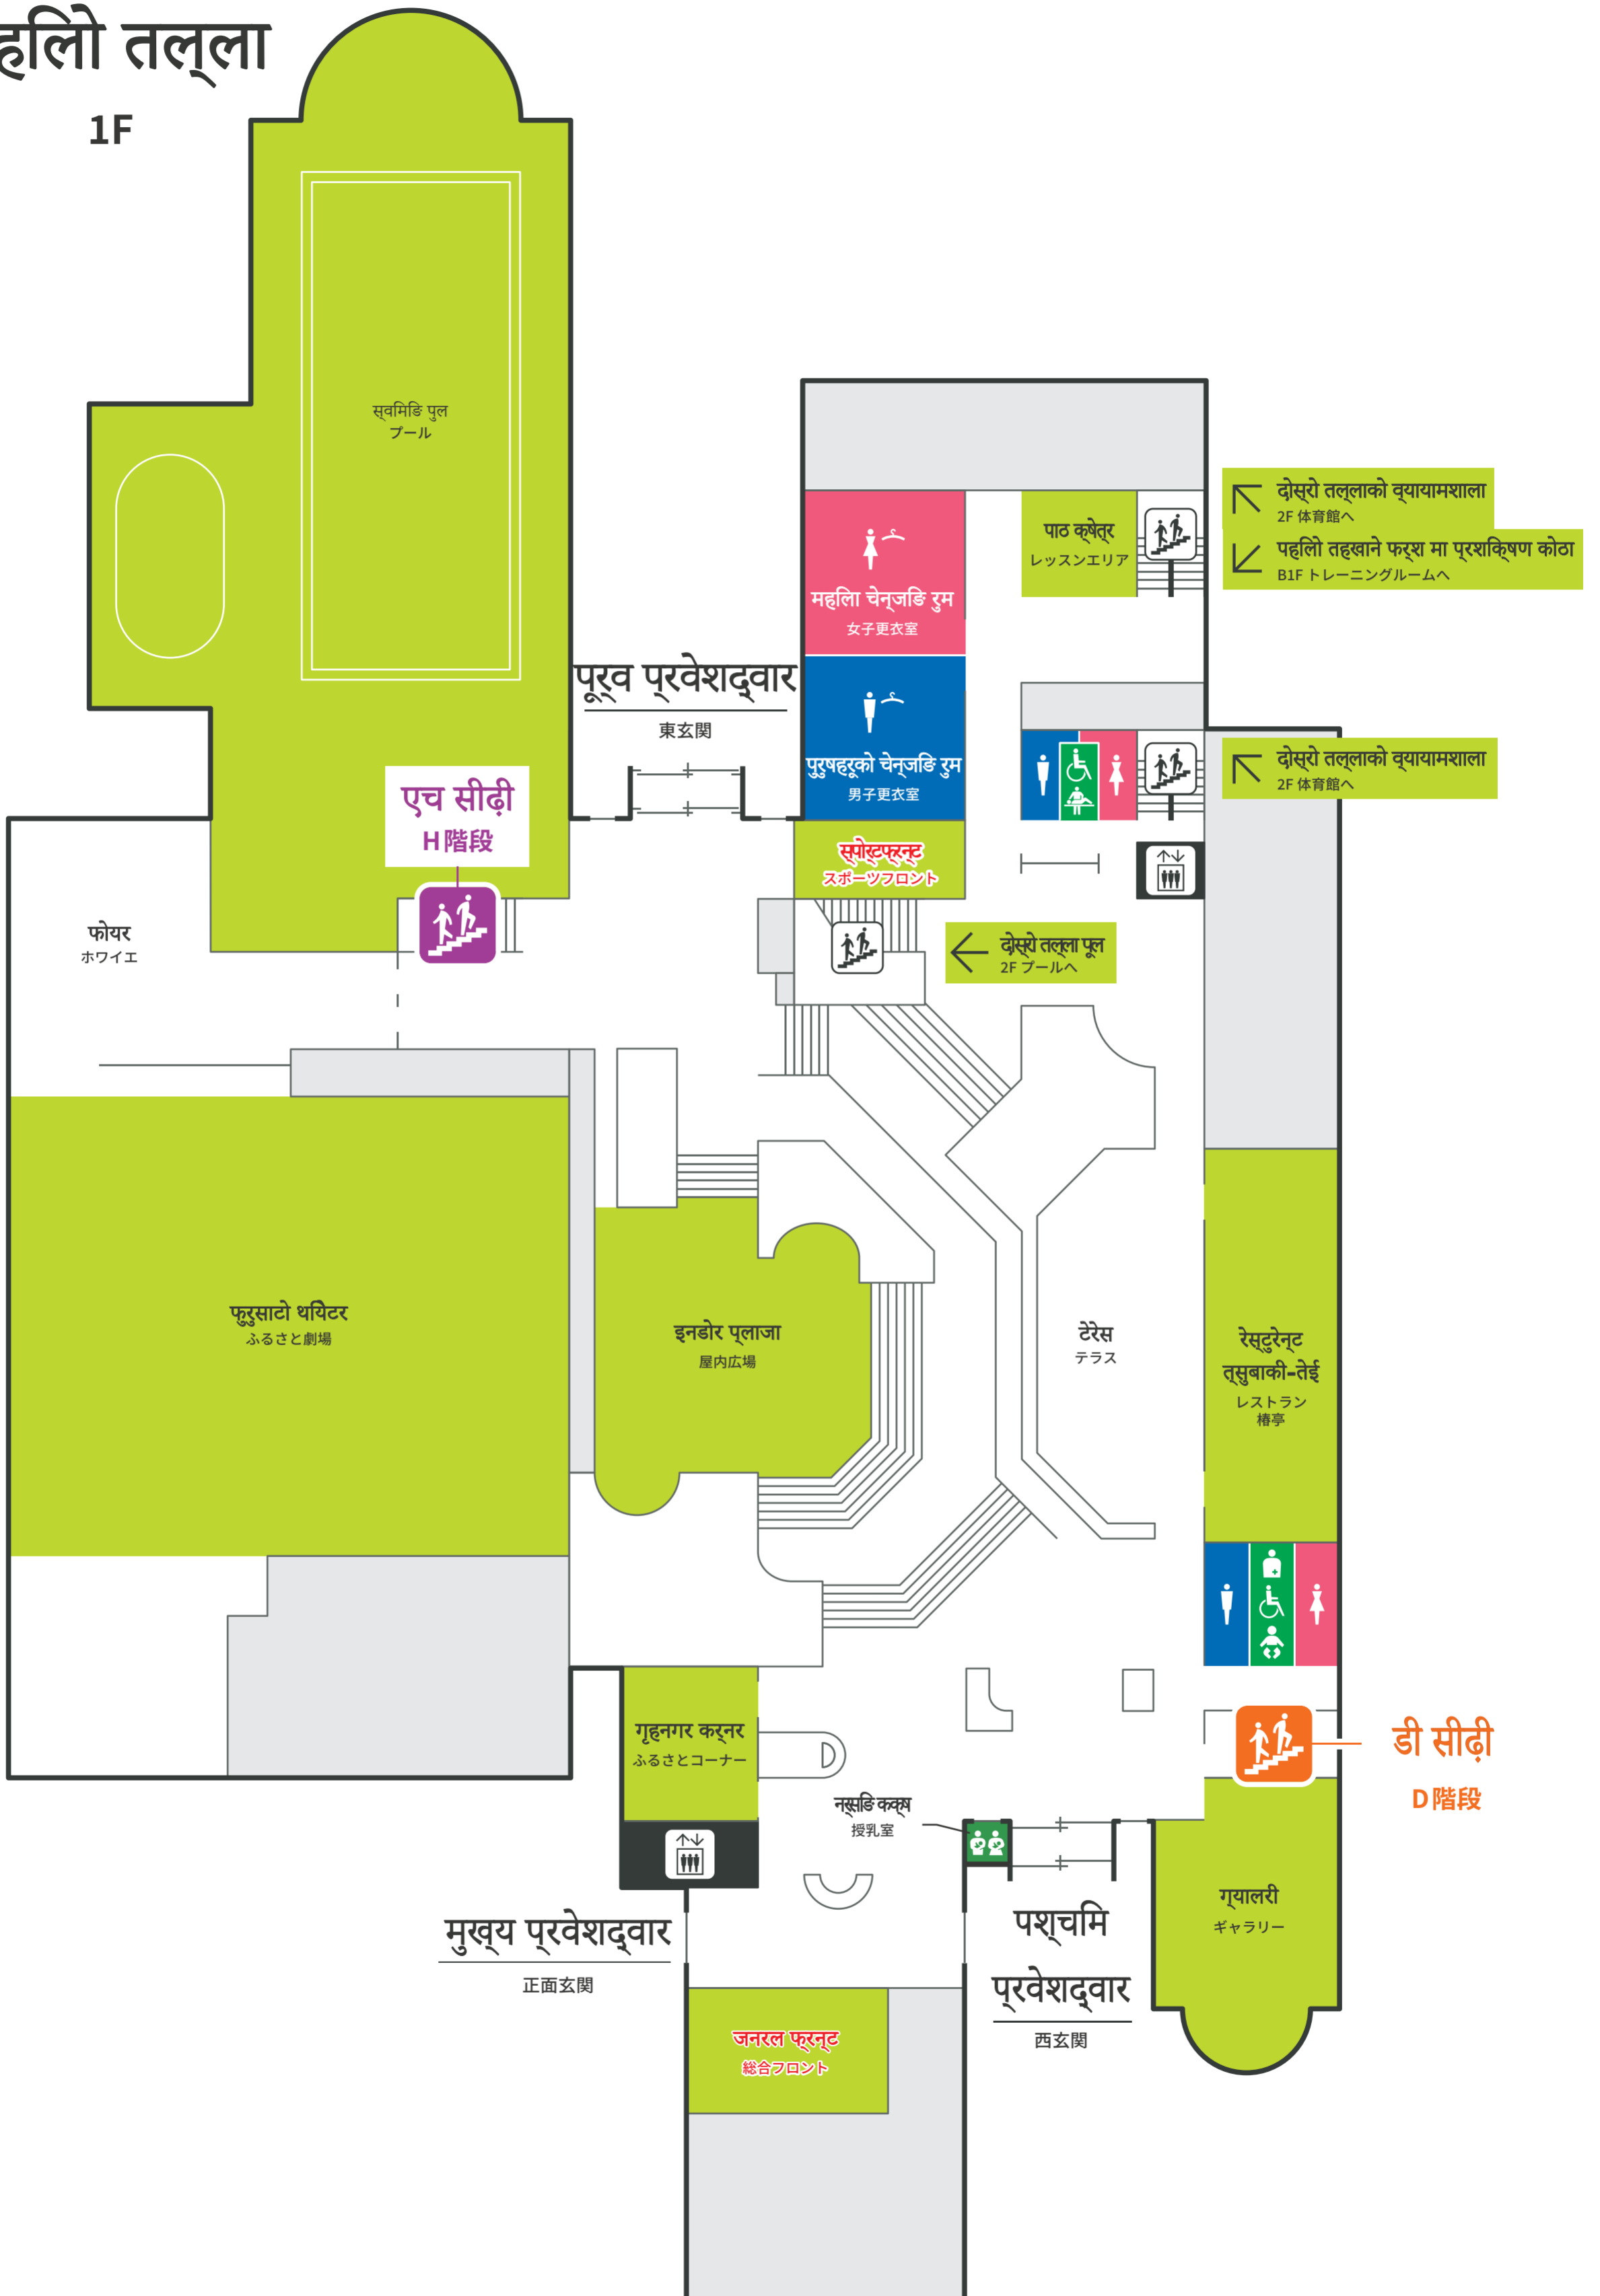 हिलो तल्ला
1F
स्विमिङ पुल
プール
पूर्व प्रवेशद्वार
東玄関
महिला चेन्जिङ रुम
女子更衣室
पुरुषहरूको चेन्जिङ रुम
男子更衣室
पाठ क्षेत्र
レッスンエリア
दोस्रो तल्लाको व्यायामशाला
2F 体育館へ
पहिलो तहखाने फर्श मा प्रशिक्षण कोठा
B1F トレーニングルームへ
दोस्रो तल्लाको व्यायामशाला
2F 体育館へ
एच सीढ़ी
H階段
स्पोर्टफ्रन्ट
スポーツフロント
फोयर
ホワイエ
दोस्रो तल्ला पूल
2F プールへ
फुरुसाटो थियेटर
ふるさと劇場
इनडोर प्लाजा
屋内広場
टेरेस
テラス
रेस्टुरेन्ट
त्सुबाकी-तेई
レストラン
椿亭
गृहनगर कर्नर
ふるさとコーナー
डी सीढ़ी
D階段
नर्सिङ कक्ष
授乳室
ग्यालरी
ギャラリー
मुख्य प्रवेशद्वार
正面玄関
पश्चिम
प्रवेशद्वार
西玄関
जनरल फ्रन्ट
総合フロント